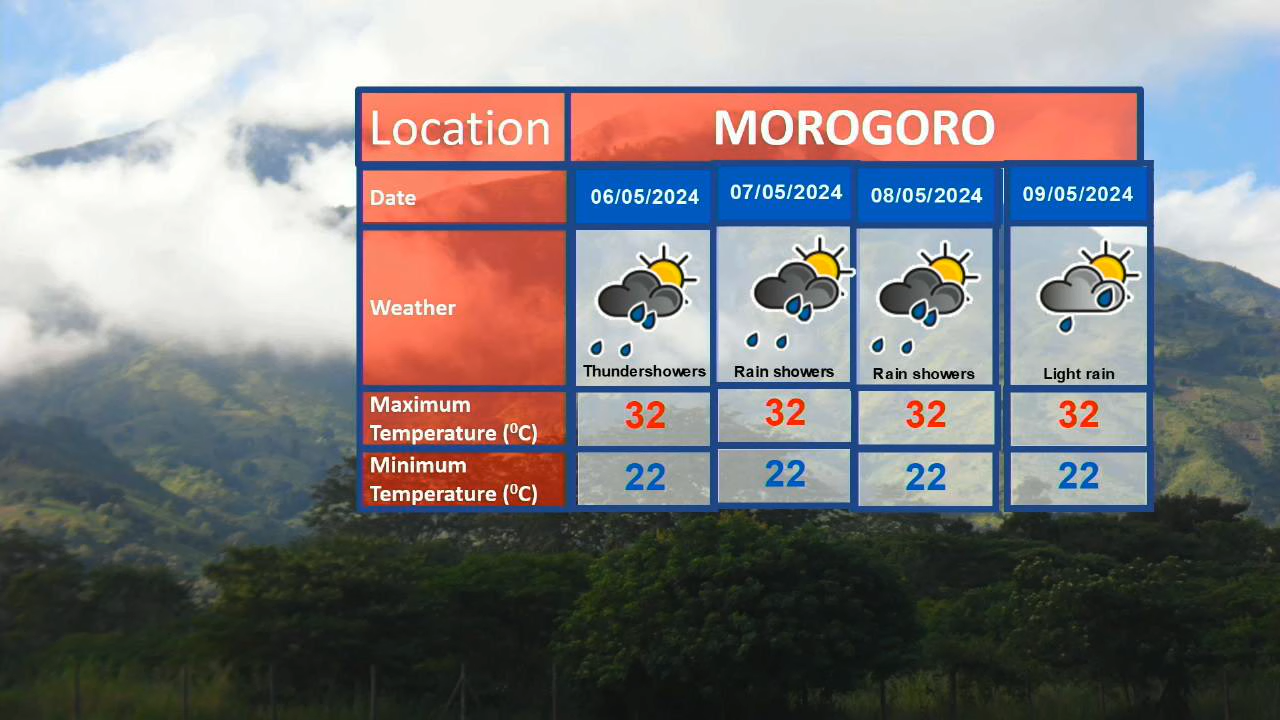 Location MOROGORO
Date 06/05/2024 07/05/2024 08/05/2024 09/05/2024
Weather
Thundershowers Rain showers Rain showers Light rain
Maximum
Temperature (⁰C) 32 32 32 32
Minimum
Temperature (⁰C) 22 22 22 22